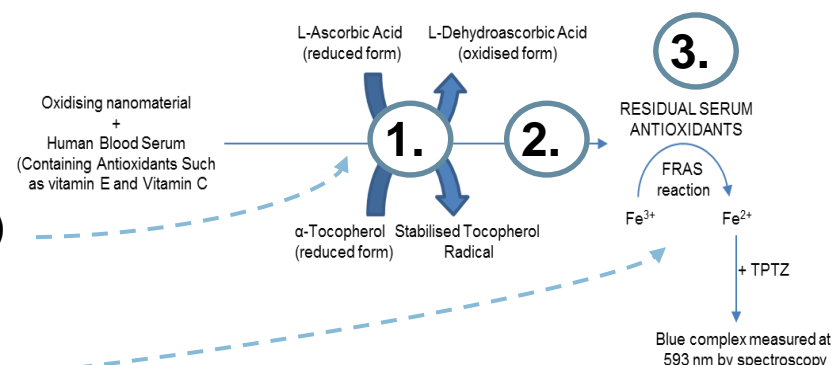 Oxidising nanomaterial
+
Human Blood Serum
(Containing Antioxidants Such
as vitamin E and Vitamin C
L-Ascorbic Acid
(reduced form)
L-Dehydroascorbic Acid
(oxidised form)
1.
α-Tocopherol
(reduced form)
Stabilised Tocopherol
Radical
2.
3.
RESIDUAL SERUM
ANTIOXIDANTS
FRAS
reaction
Fe³⁺
Fe²⁺
+ TPTZ
Blue complex measured at
593 nm by spectroscopy